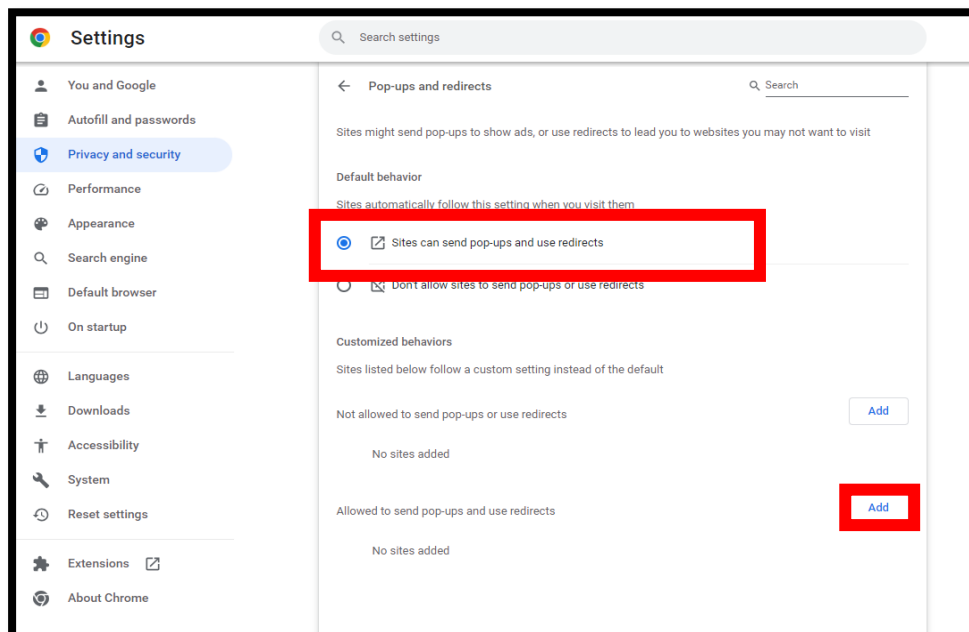 Settings
Search settings
You and Google
Autofill and passwords
Privacy and security
Performance
Appearance
Search engine
Default browser
On startup
Languages
Downloads
Accessibility
System
Reset settings
Extensions
About Chrome
Pop-ups and redirects
Search
Sites might send pop-ups to show ads, or use redirects to lead you to websites you may not want to visit
Default behavior
Sites automatically follow this setting when you visit them
Sites can send pop-ups and use redirects
Don't allow sites to send pop-ups or use redirects
Customized behaviors
Sites listed below follow a custom setting instead of the default
Not allowed to send pop-ups or use redirects
Add
No sites added
Allowed to send pop-ups and use redirects
Add
No sites added